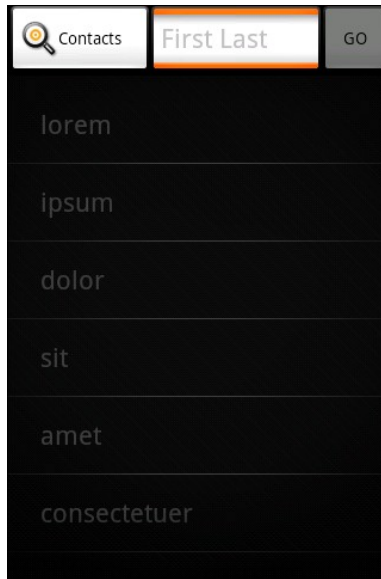 Contacts First Last GO
lorem
ipsum
dolor
sit
amet
consectetuer